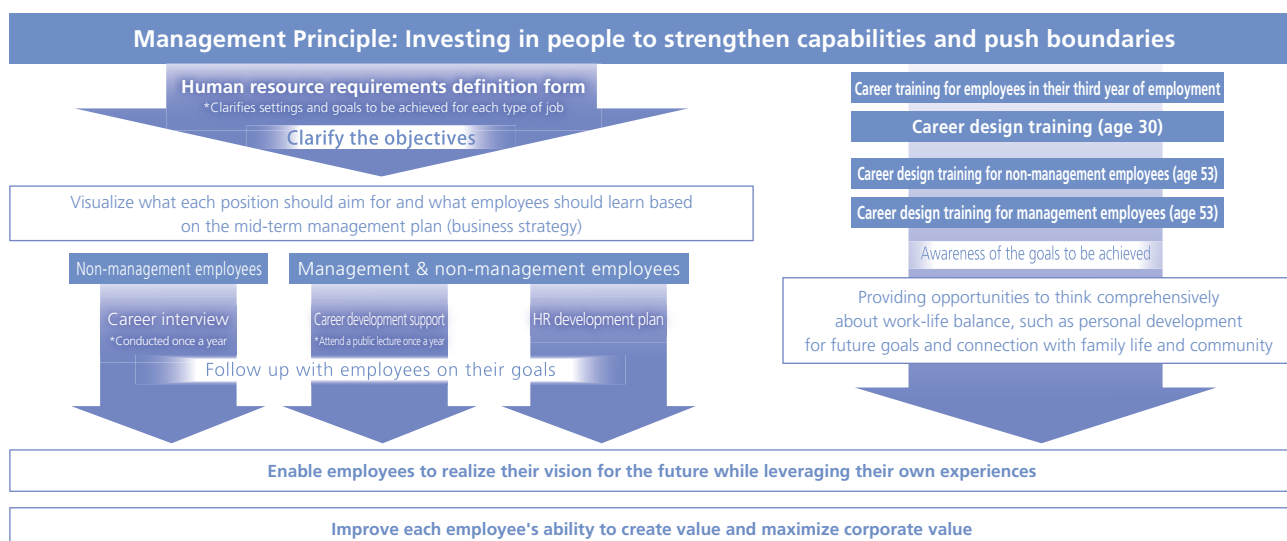 Management Principle: Investing in people to strengthen capabilities and push boundaries
Human resource requirements definition form
*Clarifies settings and goals to be achieved for each type of job
Clarify the objectives
Visualize what each position should aim for and what employees should learn based
on the mid-term management plan (business strategy)
Non-management employees
Management & non-management employees
Career interview
*Conducted once a year
Career development support
*Attend a public lecture once a year
HR development plan
Follow up with employees on their goals
Career training for employees in their third year of employment
Career design training (age 30)
Career design training for non-management employees (age 53)
Career design training for management employees (age 53)
Awareness of the goals to be achieved
Providing opportunities to think comprehensively
about work-life balance, such as personal development
for future goals and connection with family life and community
Enable employees to realize their vision for the future while leveraging their own experiences
Improve each employee's ability to create value and maximize corporate value